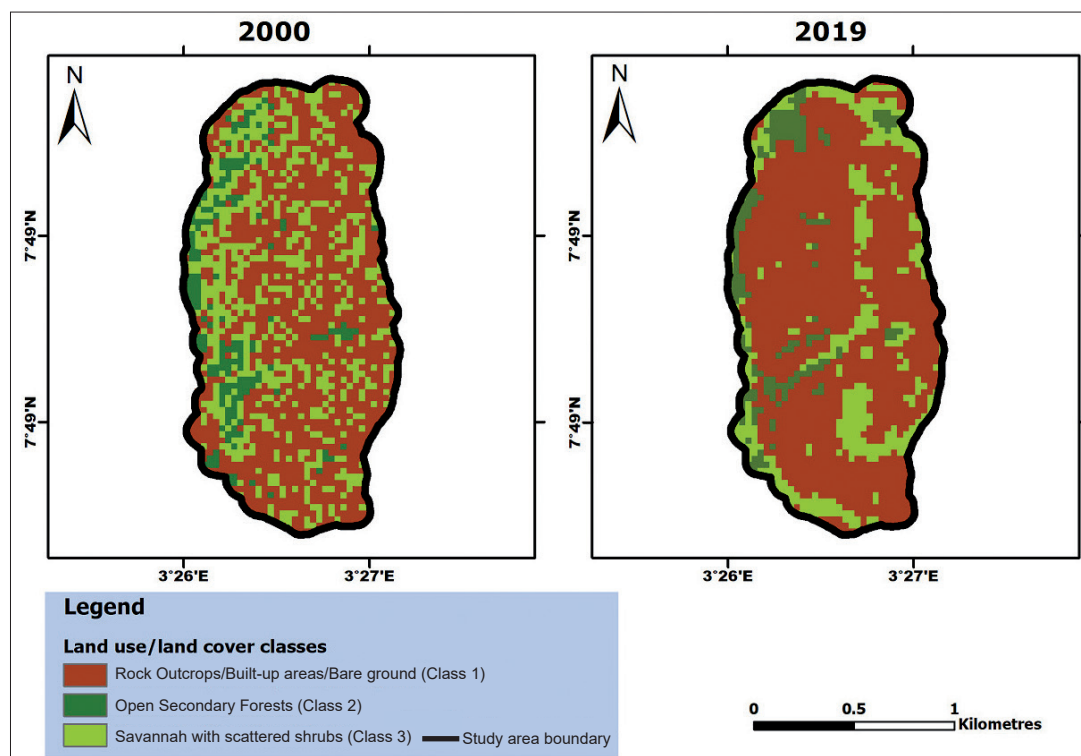 2000
2019
N
N
7°49'N
7°49'N
7°49'N
7°49'N
3°26'E
3°27'E
3°26'E
3°27'E
Legend
Land use/land cover classes
Rock Outcrops/Built-up areas/Bare ground (Class 1)
Open Secondary Forests (Class 2)
Savannah with scattered shrubs (Class 3)
Study area boundary
0
0.5
1
Kilometres